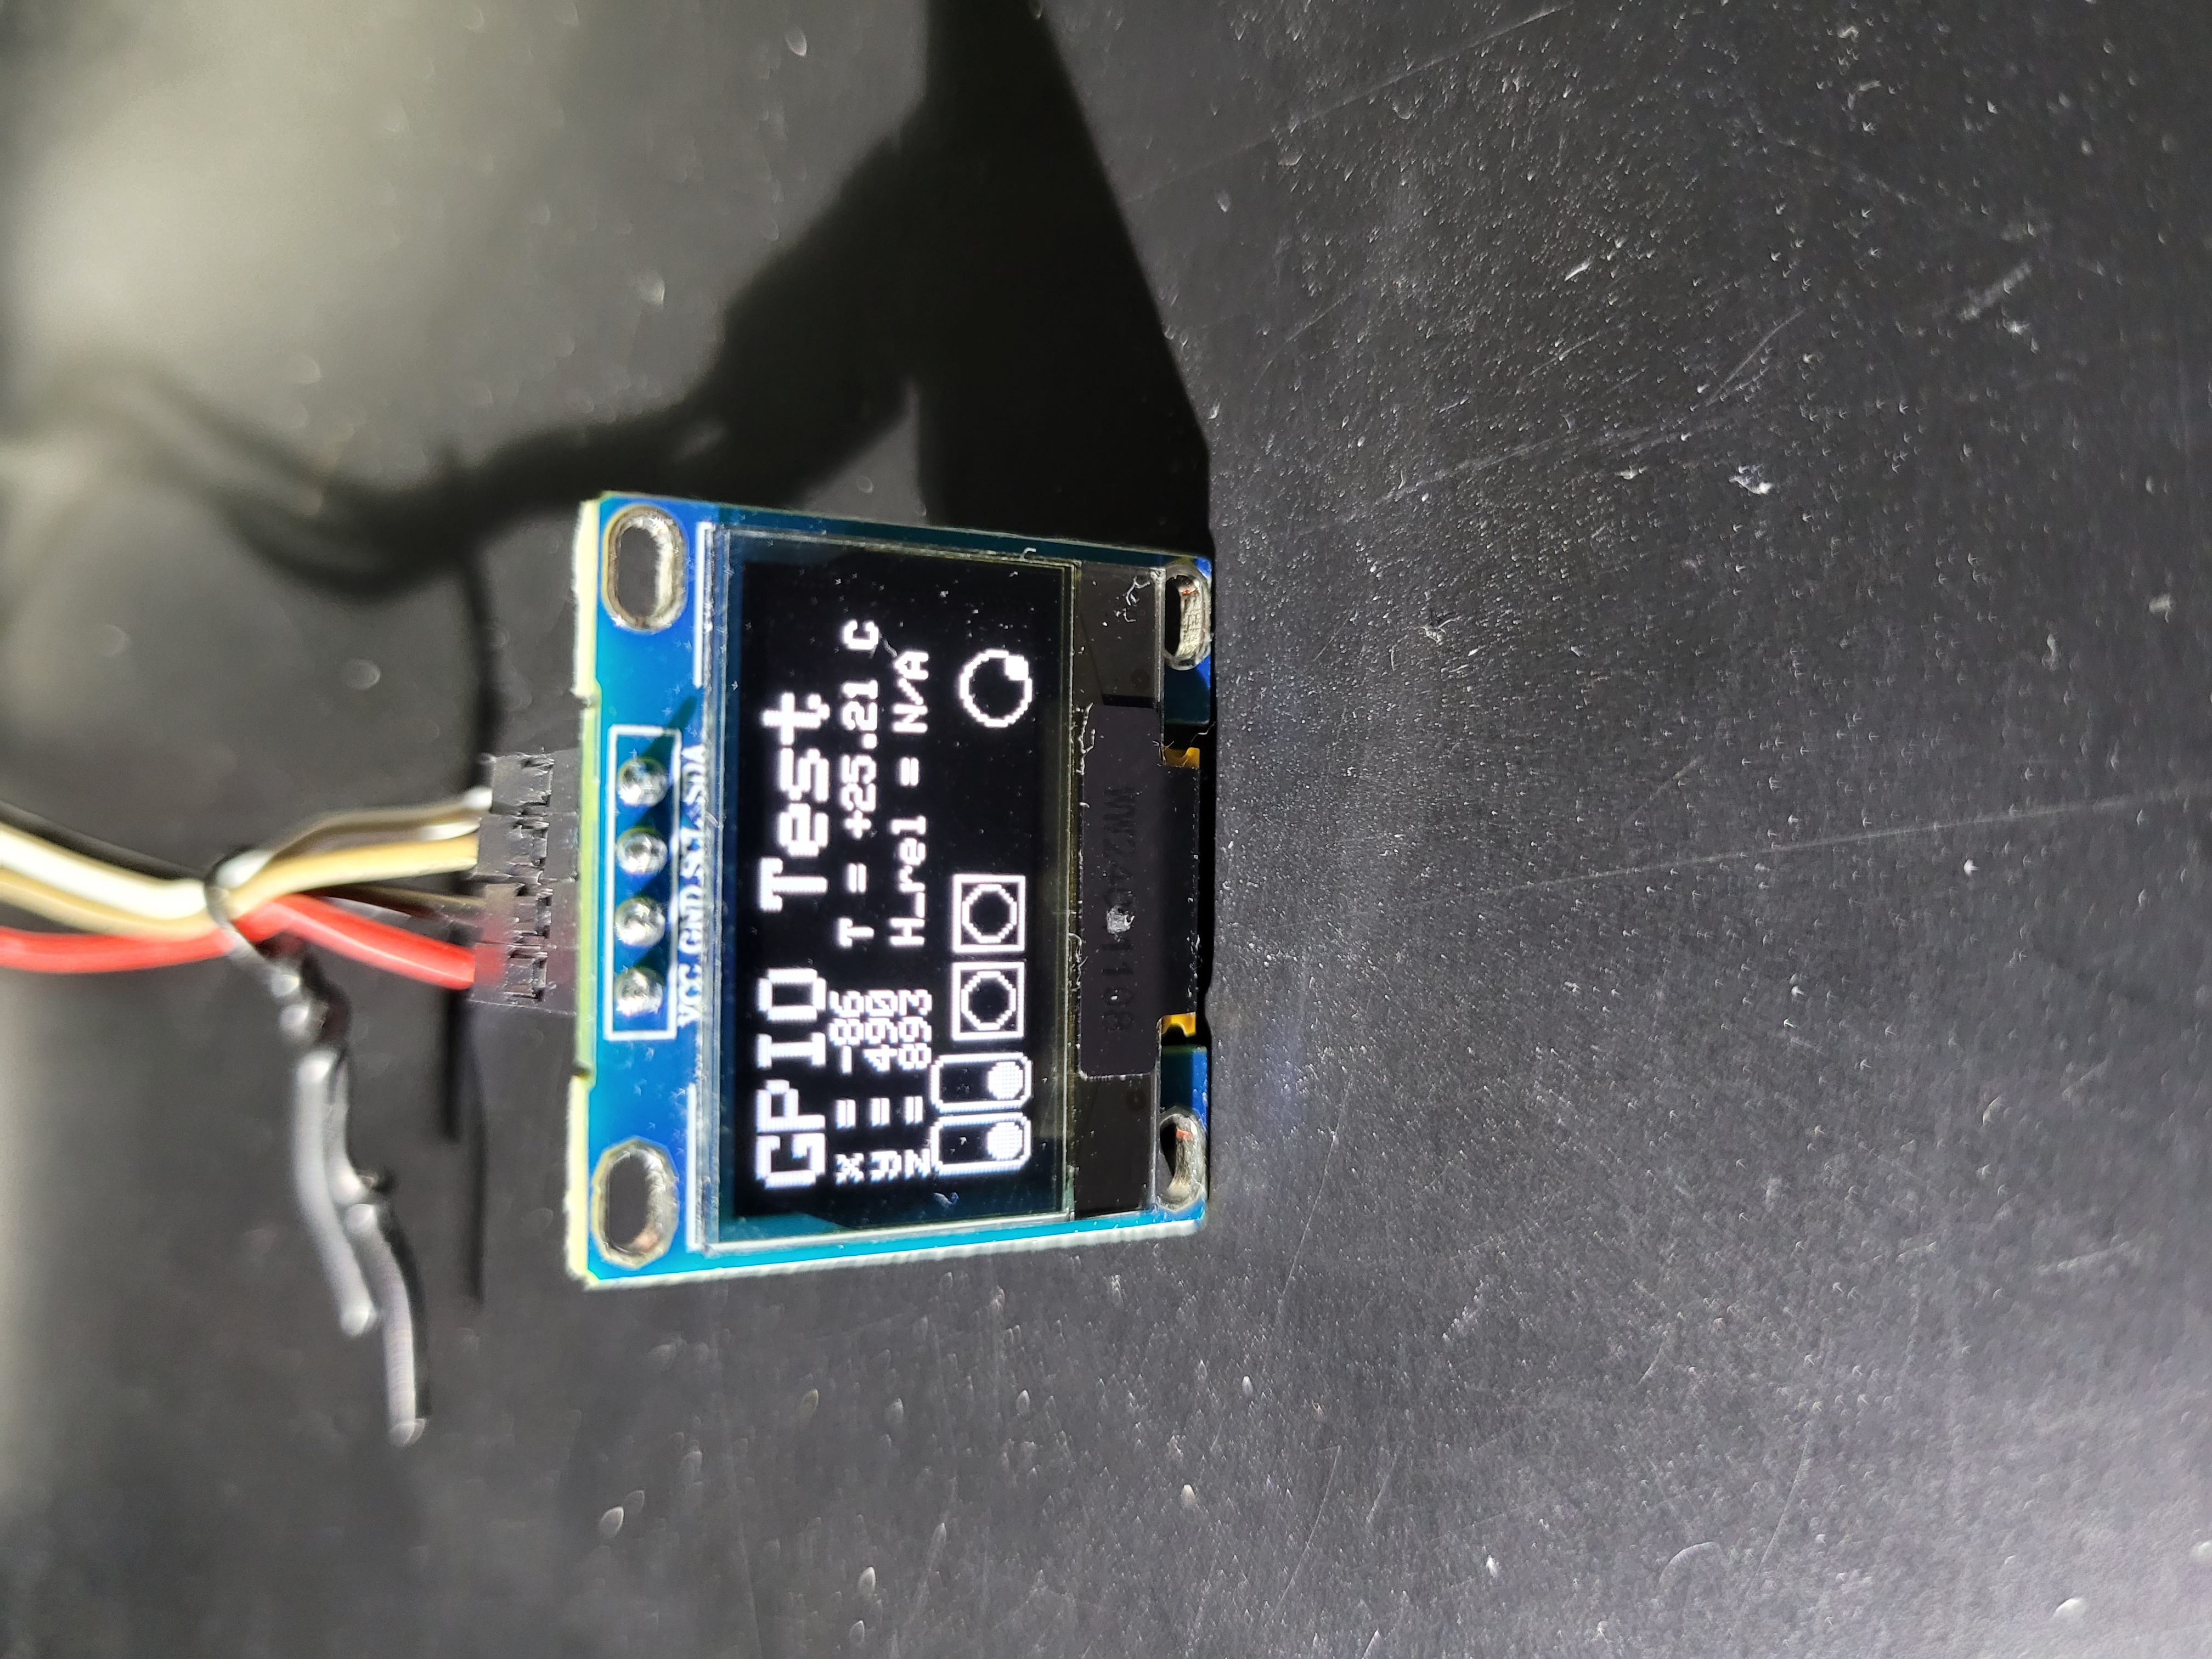 VCC GND SCL SDA
GPIO Test
x = -86
y = 490
z = 893
T = +25.21 C
H_rel = N/A